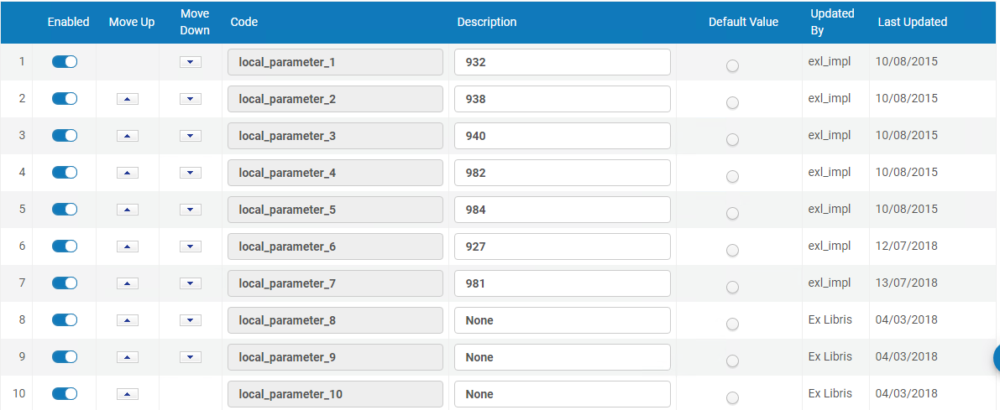 Enabled Move Up Move Down Code Description Default Value Updated By Last Updated
1 local_parameter_1 932 exl_impl 10/08/2015
2 local_parameter_2 938 exl_impl 10/08/2015
3 local_parameter_3 940 exl_impl 10/08/2015
4 local_parameter_4 982 exl_impl 10/08/2015
5 local_parameter_5 984 exl_impl 10/08/2015
6 local_parameter_6 927 exl_impl 12/07/2018
7 local_parameter_7 981 exl_impl 13/07/2018
8 local_parameter_8 None Ex Libris 04/03/2018
9 local_parameter_9 None Ex Libris 04/03/2018
10 local_parameter_10 None Ex Libris 04/03/2018